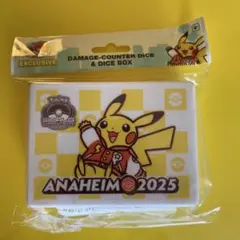 EXCLUSIVE
DAMAGE-COUNTER DICE
& DICE BOX
ANAHEIM 2025